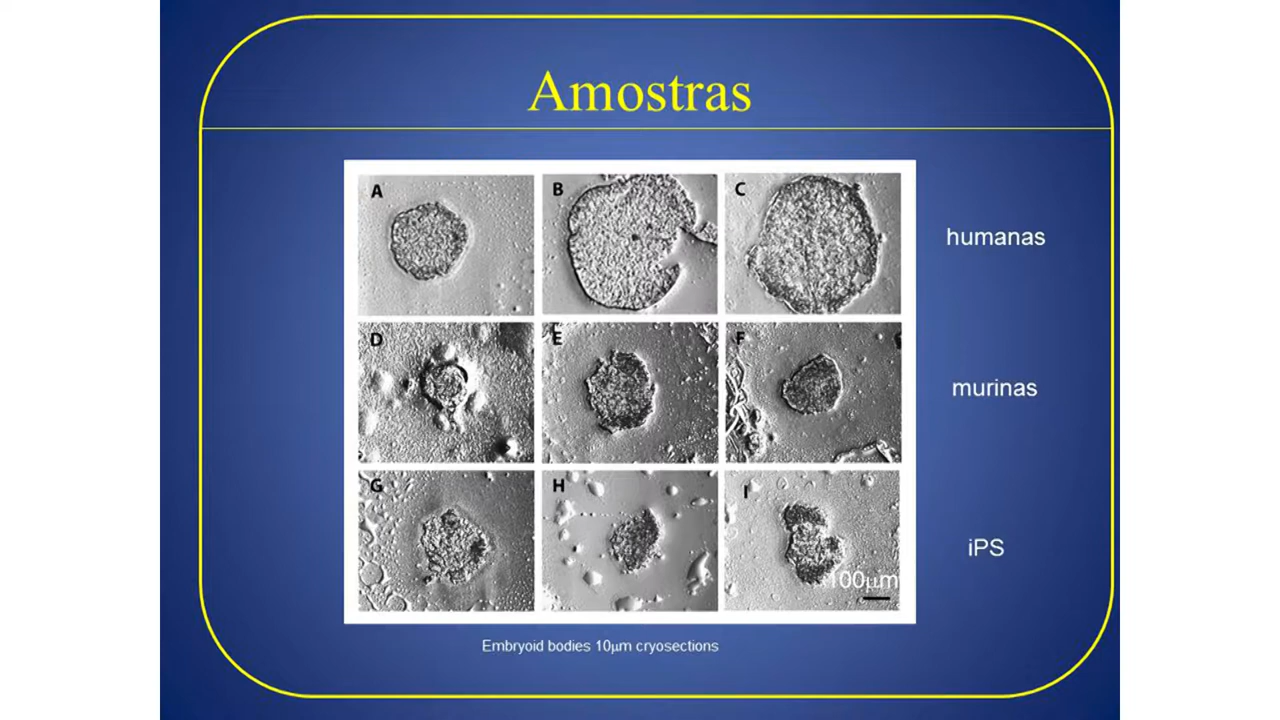 Amostras
A B C humanas
D E F murinas
G H I iPS
100µm
Embryoid bodies 10µm cryosections